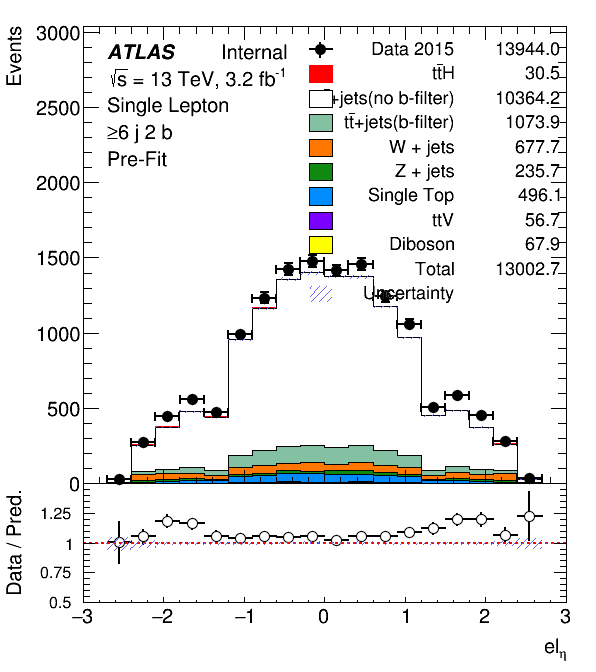 Events
3000
2500
2000
1500
1000
500
0
ATLAS Internal
√s = 13 TeV, 3.2 fb-1
Single Lepton
≥6 j 2 b
Pre-Fit
Data 2015 13944.0
tt̄H 30.5
+jets(no b-filter) 10364.2
tt̄+jets(b-filter) 1073.9
W + jets 677.7
Z + jets 235.7
Single Top 496.1
ttV 56.7
Diboson 67.9
Total 13002.7
Uncertainty
Data / Pred.
1.25
1
0.75
0.5
−3 −2 −1 0 1 2 3
elη